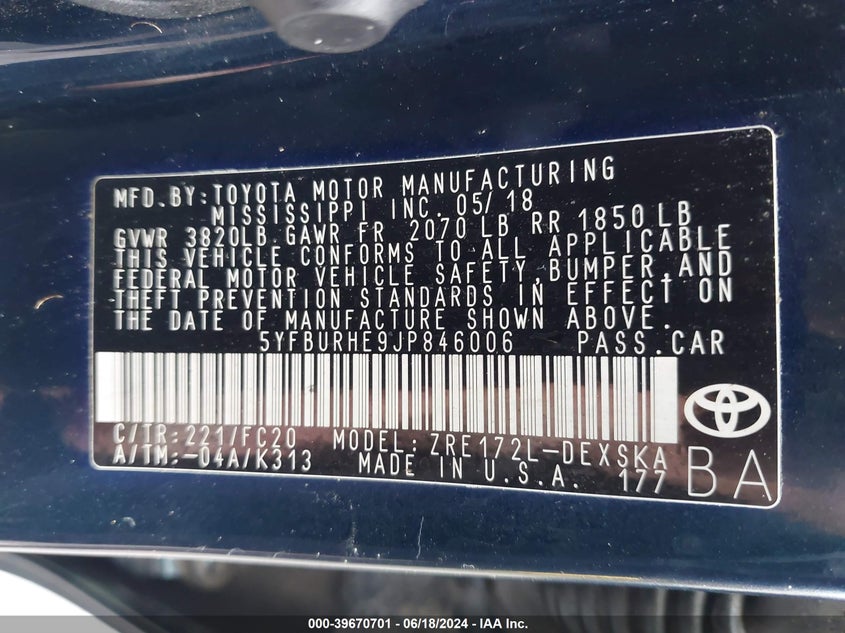 MFD. BY: TOYOTA MOTOR MANUFACTURING
MISSISSIPPI INC. 05/18
GVWR 3820LB. GAWR FR 2070 LB RR 1850 LB
THIS VEHICLE CONFORMS TO ALL APPLICABLE
FEDERAL MOTOR VEHICLE SAFETY, BUMPER, AND
THEFT PREVENTION STANDARDS IN EFFECT ON
THE DATE OF MANUFACTURE SHOWN ABOVE.
5YFBURHE9JP846006 PASS. CAR
C/TR: 221/FC20 MODEL: ZRE172L-DEXSKA
A/TM: -04A/K313 MADE IN U.S.A. 177 BA
000-39670701 - 06/18/2024 - IAA Inc.